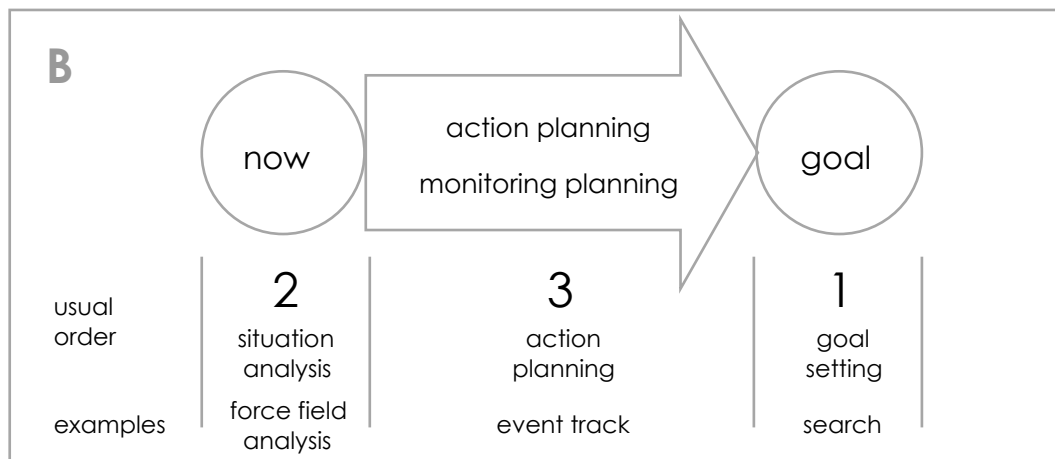 B
now
action planning
monitoring planning
goal
usual
order
2
situation
analysis
3
action
planning
1
goal
setting
examples
force field
analysis
event track
search